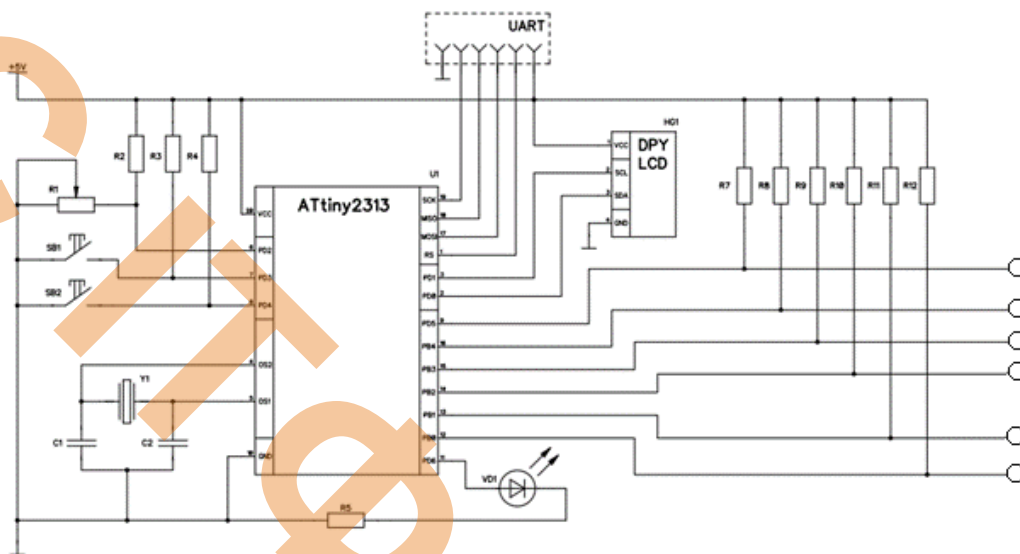 UART
+5V
HG1
VCC
DPY
LCD
SCL
SDA
GND
R2
R3
R4
R1
U1
ATtiny2313
SCK
MISO
MOSI
RS
VCC
PD2
PD3
PD4
PD1
PD0
PD5
PB4
PB3
PB2
PB1
PB0
PD6
SB1
SB2
R7
R8
R9
R10
R11
R12
OS2
OS1
GND
Y1
C1
C2
VD1
R5